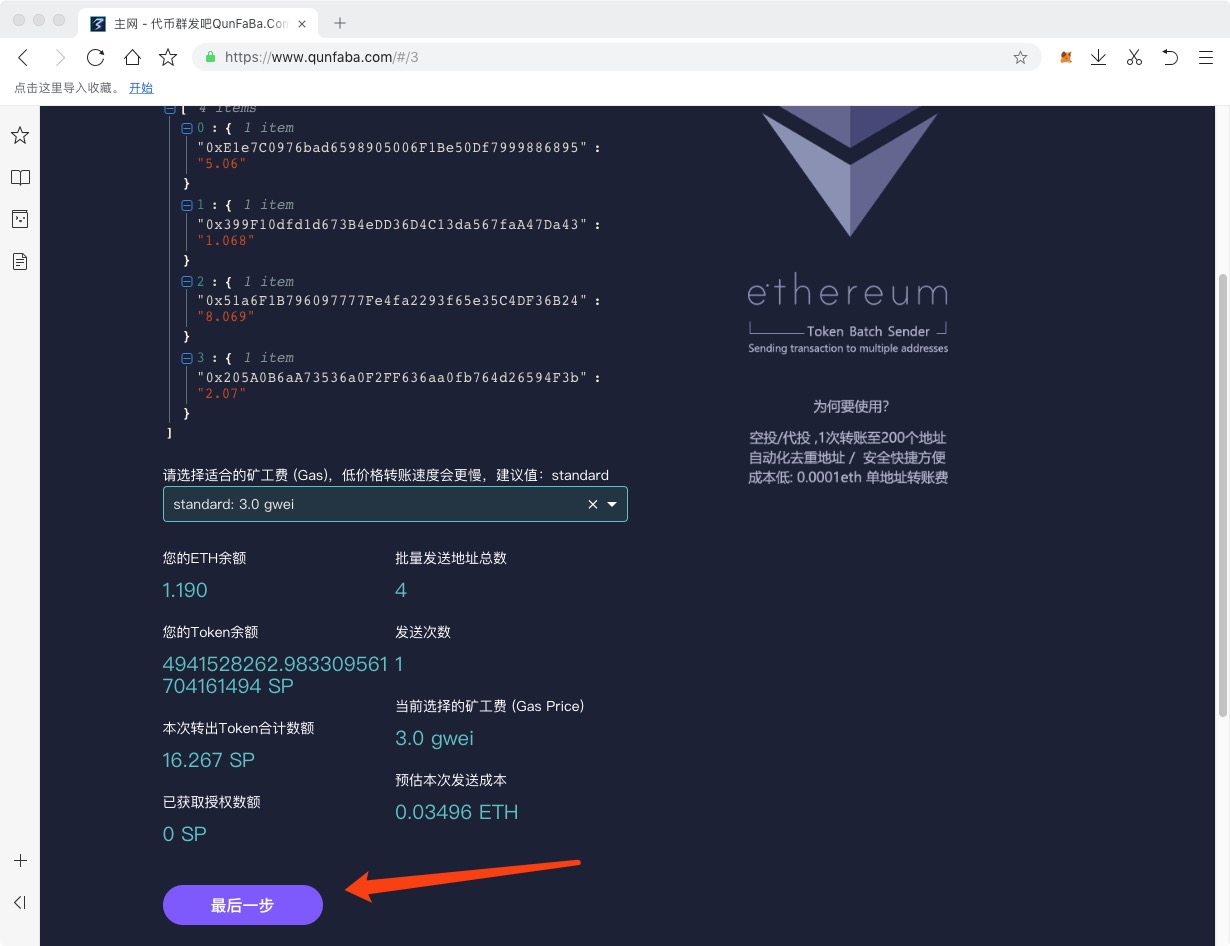 主网 - 代币群发吧QunFaBa.Con
https://www.qunfaba.com/#/3
点击这里导入收藏。 开始
[ 4 items
0 : { 1 item
"0xE1e7C0976bad6598905006F1Be50Df7999886895" :
"5.06"
}
1 : { 1 item
"0x399F10dfd1d673B4eDD36D4C13da567faA47Da43" :
"1.068"
}
2 : { 1 item
"0x51a6F1B796097777Fe4fa2293f65e35C4DF36B24" :
"8.069"
}
3 : { 1 item
"0x205A0B6aA73536a0F2FF636aa0fb764d26594F3b" :
"2.07"
}
]
请选择适合的矿工费 (Gas)，低价格转账速度会更慢，建议值：standard
standard: 3.0 gwei
您的ETH余额
1.190
批量发送地址总数
4
您的Token余额
4941528262.983309561
704161494 SP
发送次数
1
本次转出Token合计数额
16.267 SP
当前选择的矿工费 (Gas Price)
3.0 gwei
已获取授权数额
0 SP
预估本次发送成本
0.03496 ETH
最后一步
ethereum
Token Batch Sender
Sending transaction to multiple addresses
为何要使用?
空投/代投 ,1次转账至200个地址
自动化去重地址 / 安全快捷方便
成本低: 0.0001eth 单地址转账费